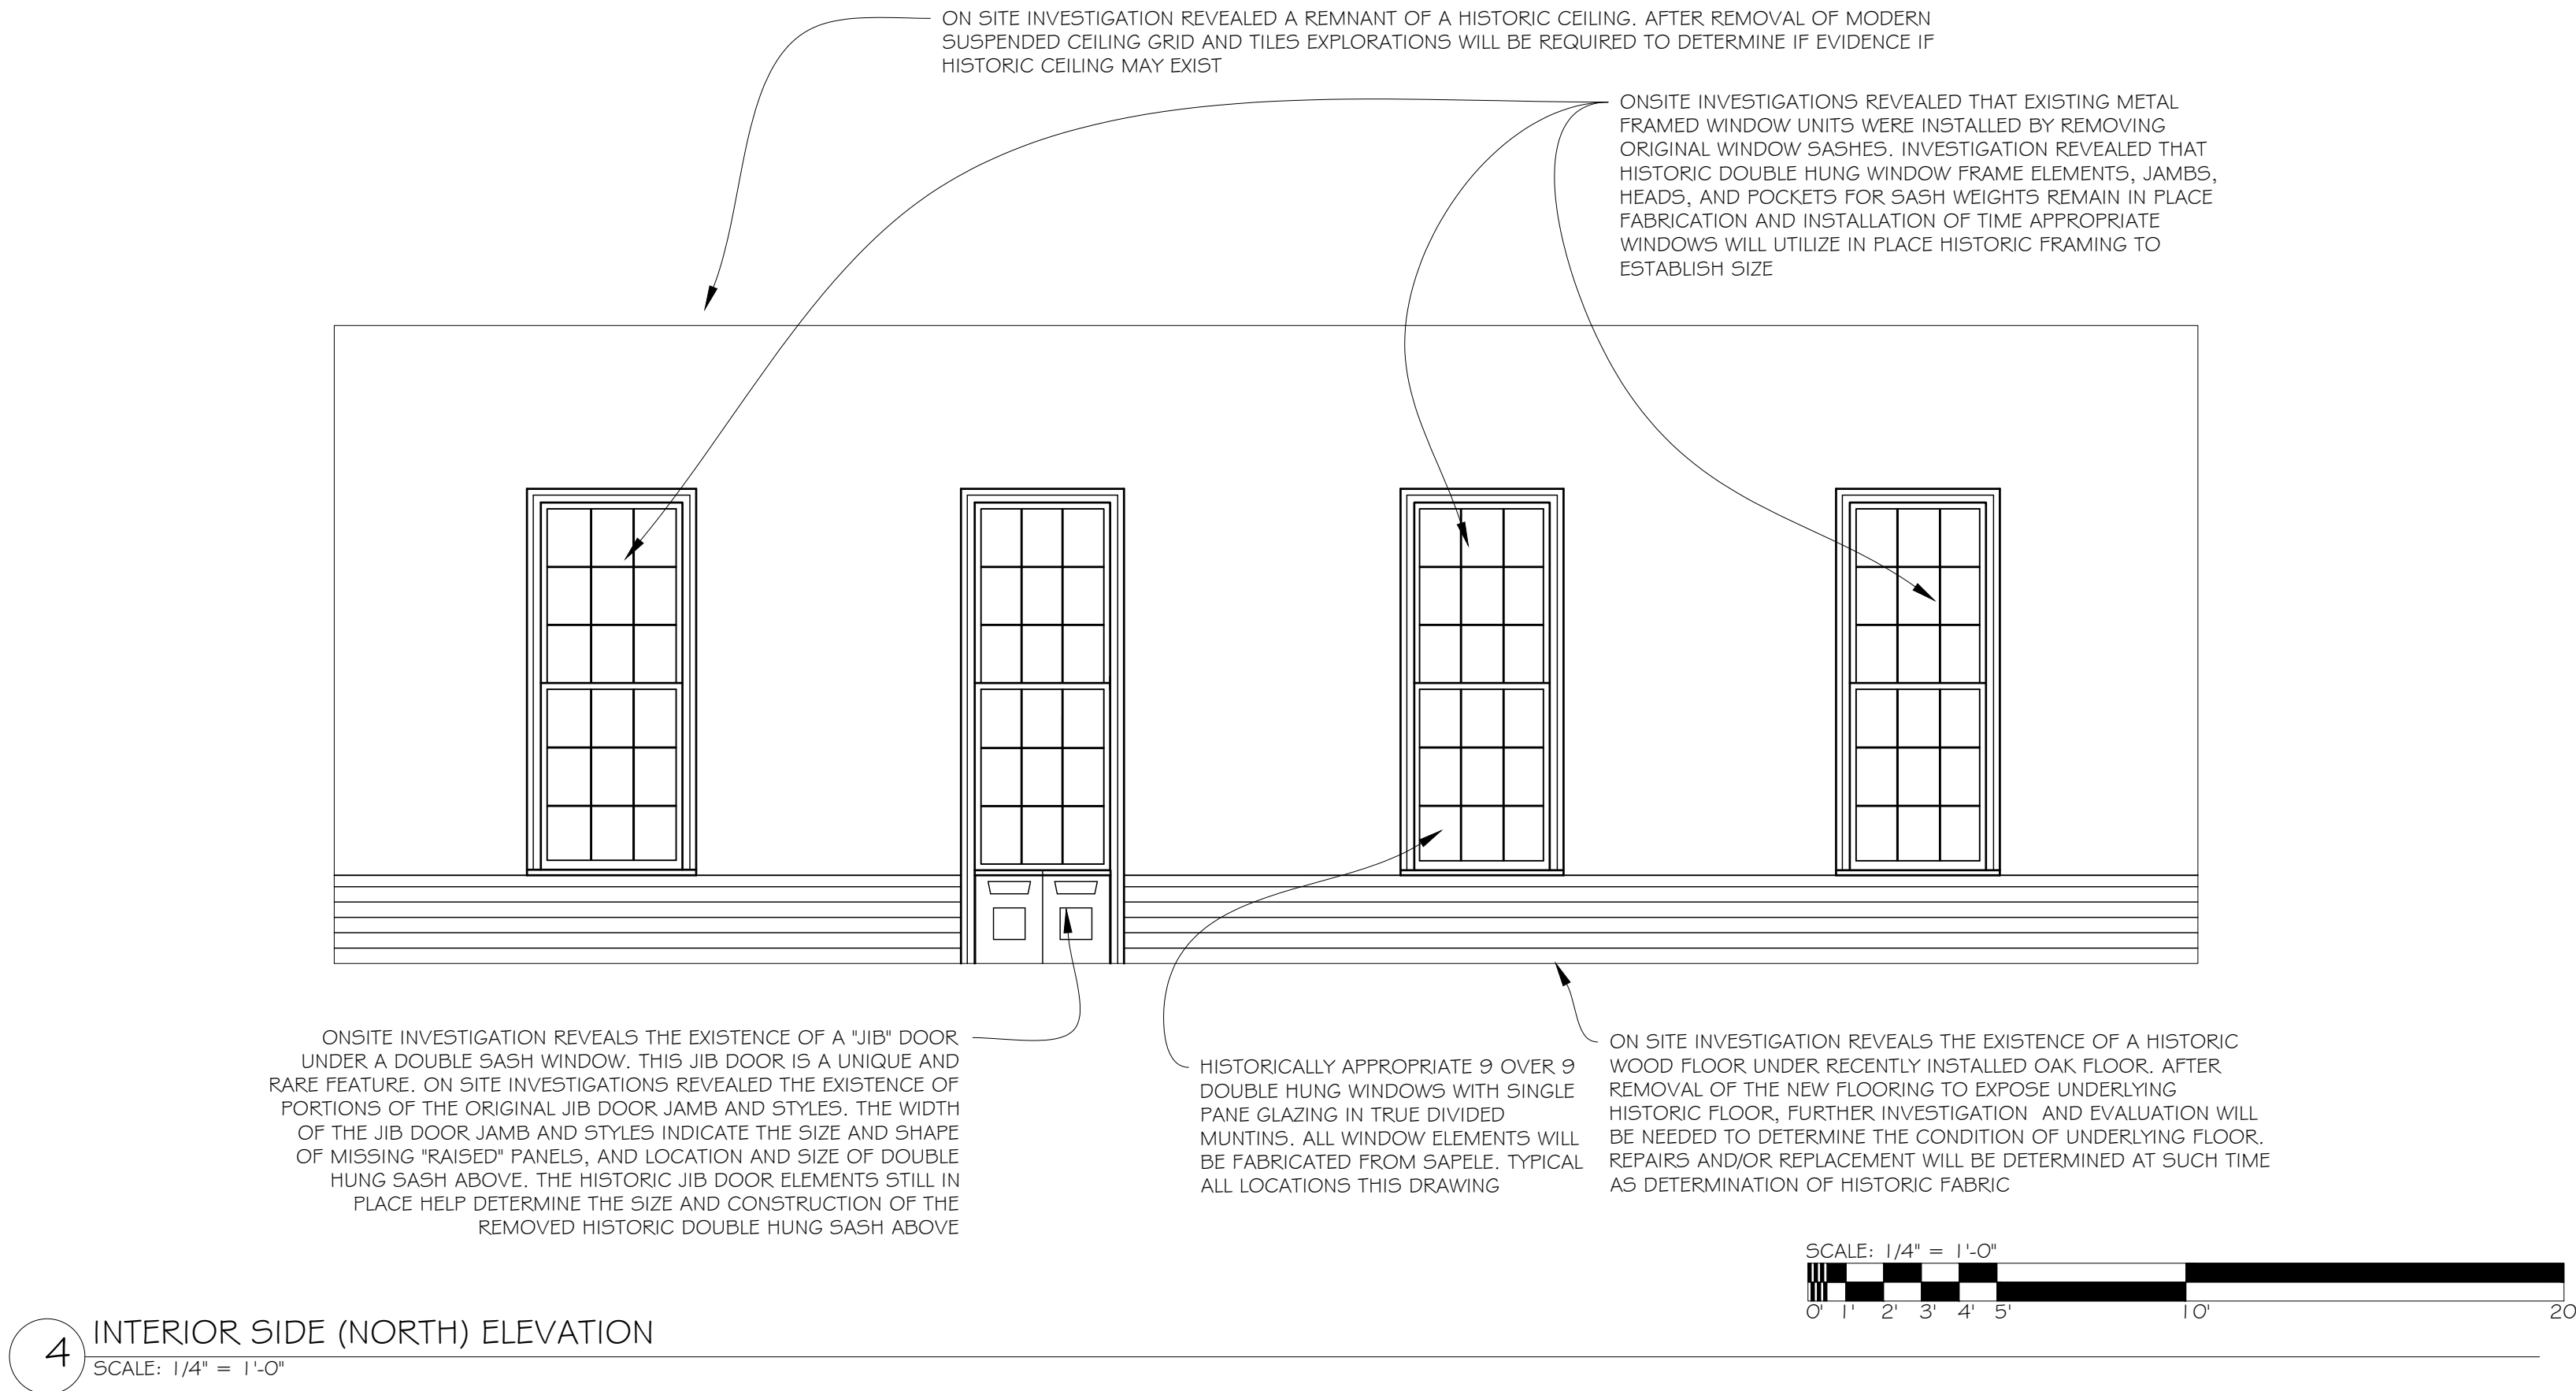 ON SITE INVESTIGATION REVEALED A REMNANT OF A HISTORIC CEILING. AFTER REMOVAL OF MODERN
SUSPENDED CEILING GRID AND TILES EXPLORATIONS WILL BE REQUIRED TO DETERMINE IF EVIDENCE IF
HISTORIC CEILING MAY EXIST
ONSITE INVESTIGATIONS REVEALED THAT EXISTING METAL
FRAMED WINDOW UNITS WERE INSTALLED BY REMOVING
ORIGINAL WINDOW SASHES. INVESTIGATION REVEALED THAT
HISTORIC DOUBLE HUNG WINDOW FRAME ELEMENTS, JAMBS,
HEADS, AND POCKETS FOR SASH WEIGHTS REMAIN IN PLACE
FABRICATION AND INSTALLATION OF TIME APPROPRIATE
WINDOWS WILL UTILIZE IN PLACE HISTORIC FRAMING TO
ESTABLISH SIZE
ONSITE INVESTIGATION REVEALS THE EXISTENCE OF A "JIB" DOOR
UNDER A DOUBLE SASH WINDOW. THIS JIB DOOR IS A UNIQUE AND
RARE FEATURE. ON SITE INVESTIGATIONS REVEALED THE EXISTENCE OF
PORTIONS OF THE ORIGINAL JIB DOOR JAMB AND STYLES. THE WIDTH
OF THE JIB DOOR JAMB AND STYLES INDICATE THE SIZE AND SHAPE
OF MISSING "RAISED" PANELS, AND LOCATION AND SIZE OF DOUBLE
HUNG SASH ABOVE. THE HISTORIC JIB DOOR ELEMENTS STILL IN
PLACE HELP DETERMINE THE SIZE AND CONSTRUCTION OF THE
REMOVED HISTORIC DOUBLE HUNG SASH ABOVE
HISTORICALLY APPROPRIATE 9 OVER 9
DOUBLE HUNG WINDOWS WITH SINGLE
PANE GLAZING IN TRUE DIVIDED
MUNTINS. ALL WINDOW ELEMENTS WILL
BE FABRICATED FROM SAPELE. TYPICAL
ALL LOCATIONS THIS DRAWING
ON SITE INVESTIGATION REVEALS THE EXISTENCE OF A HISTORIC
WOOD FLOOR UNDER RECENTLY INSTALLED OAK FLOOR. AFTER
REMOVAL OF THE NEW FLOORING TO EXPOSE UNDERLYING
HISTORIC FLOOR, FURTHER INVESTIGATION AND EVALUATION WILL
BE NEEDED TO DETERMINE THE CONDITION OF UNDERLYING FLOOR.
REPAIRS AND/OR REPLACEMENT WILL BE DETERMINED AT SUCH TIME
AS DETERMINATION OF HISTORIC FABRIC
SCALE: 1/4" = 1'-0"
0' 1' 2' 3' 4' 5' 10' 20
4 INTERIOR SIDE (NORTH) ELEVATION
SCALE: 1/4" = 1'-0"